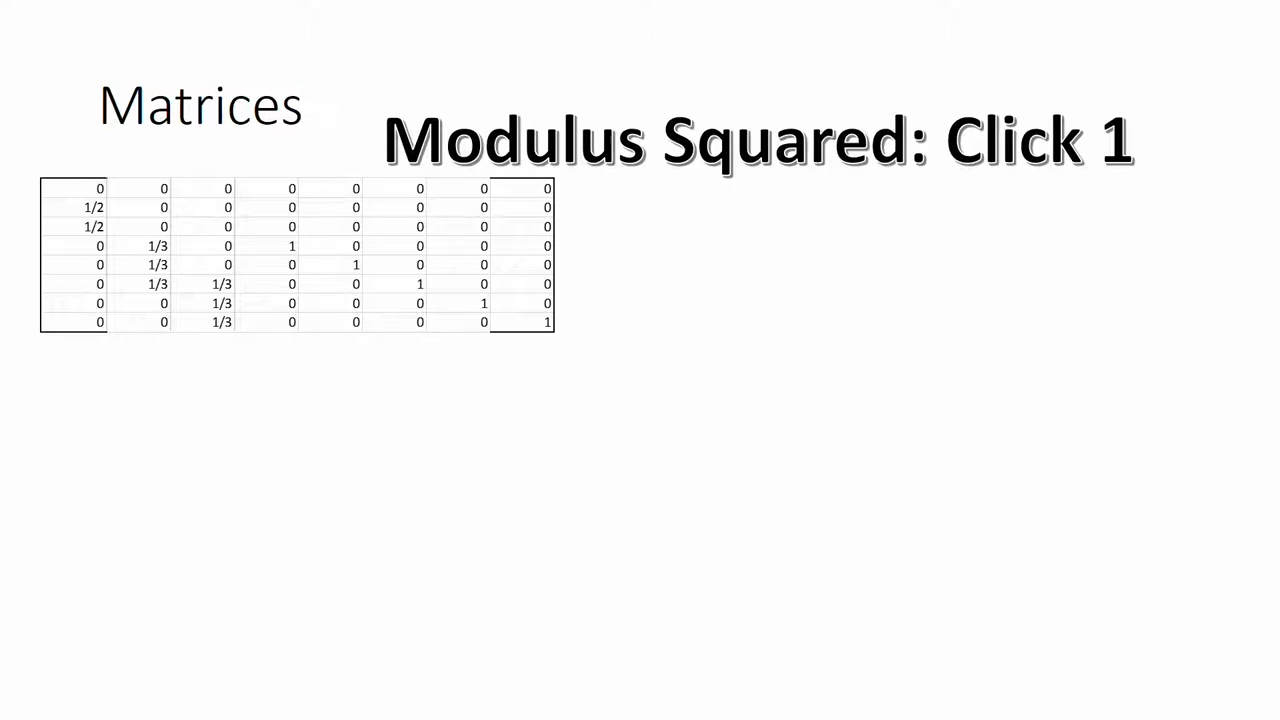 Matrices
Modulus Squared: Click 1
0 0 0 0 0 0 0 0
1/2 0 0 0 0 0 0 0
1/2 0 0 0 0 0 0 0
0 1/3 0 1 0 0 0 0
0 1/3 0 0 1 0 0 0
0 1/3 1/3 0 0 1 0 0
0 0 1/3 0 0 0 1 0
0 0 1/3 0 0 0 0 1